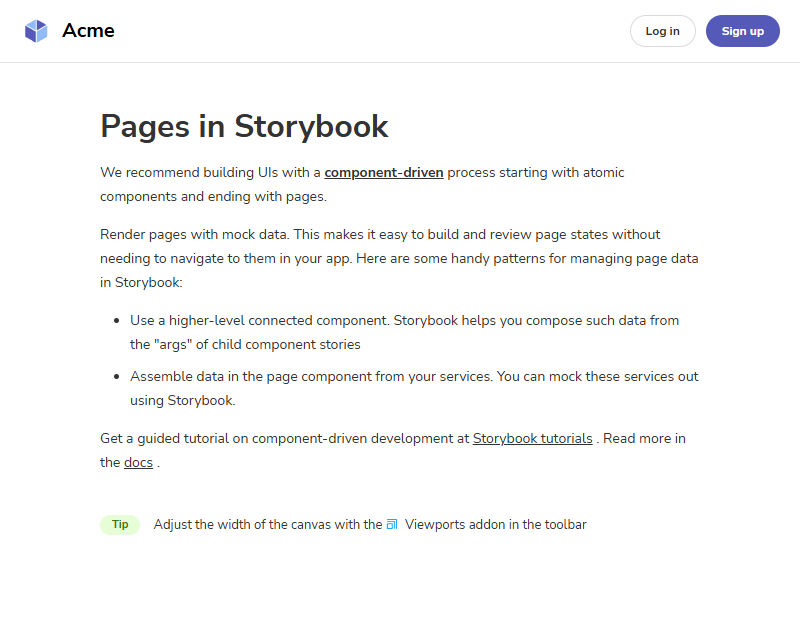 Acme
Log in
Sign up
Pages in Storybook
We recommend building UIs with a component-driven process starting with atomic
components and ending with pages.
Render pages with mock data. This makes it easy to build and review page states without
needing to navigate to them in your app. Here are some handy patterns for managing page data
in Storybook:
Use a higher-level connected component. Storybook helps you compose such data from
the "args" of child component stories
Assemble data in the page component from your services. You can mock these services out
using Storybook.
Get a guided tutorial on component-driven development at Storybook tutorials . Read more in
the docs .
Tip
Adjust the width of the canvas with the Viewports addon in the toolbar